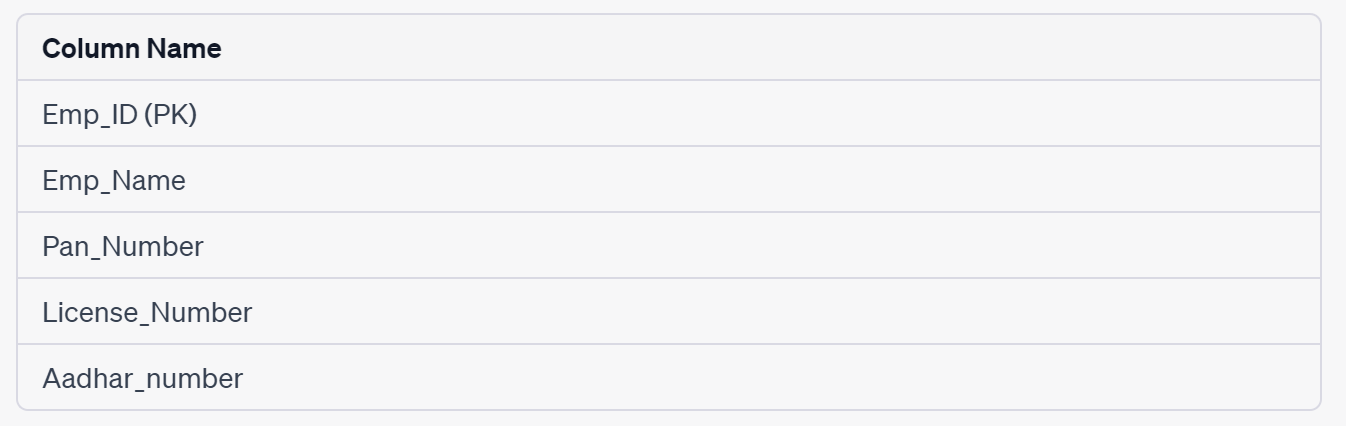 Column Name
Emp_ID (PK)
Emp_Name
Pan_Number
License_Number
Aadhar_number